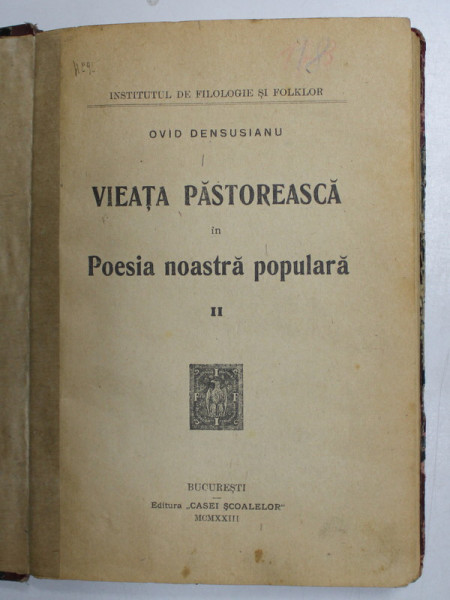 INSTITUTUL DE FILOLOGIE ȘI FOLKLOR
OVID DENSUSIANU
VIEAȚA PĂSTOREASCĂ
în
Poesia noastră populară
II
I
F F
I
BUCUREȘTI
Editura „CASEI ȘCOALELOR"
MCMXXIII